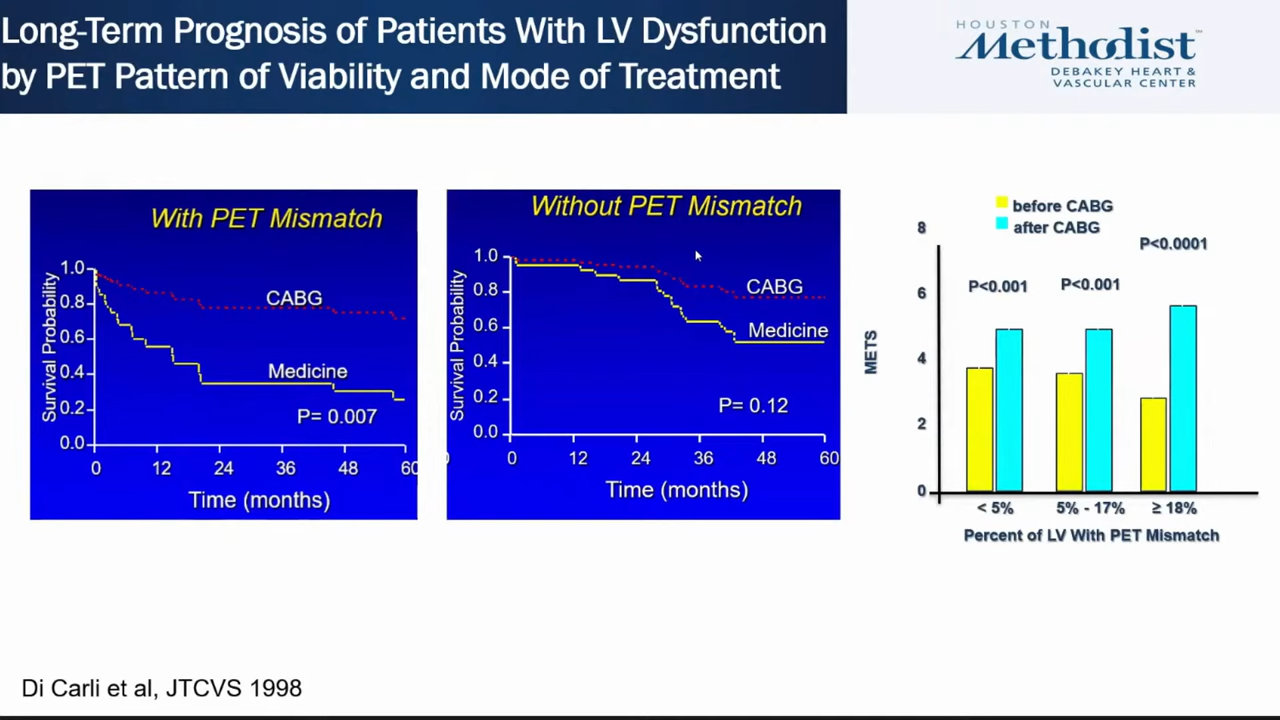 Long-Term Prognosis of Patients With LV Dysfunction
by PET Pattern of Viability and Mode of Treatment
HOUSTON
Methodist
DEBAKEY HEART &
VASCULAR CENTER
With PET Mismatch
Survival Probability
1.0
0.8
0.6
0.4
0.2
0.0
CABG
Medicine
P= 0.007
0 12 24 36 48 60
Time (months)
Without PET Mismatch
Survival Probability
1.0
0.8
0.6
0.4
0.2
0.0
CABG
Medicine
P= 0.12
0 12 24 36 48 60
Time (months)
before CABG
after CABG
METS
8
6
4
2
0
P<0.001
P<0.001
P<0.0001
< 5% 5% - 17% ≥ 18%
Percent of LV With PET Mismatch
Di Carli et al, JTCVS 1998